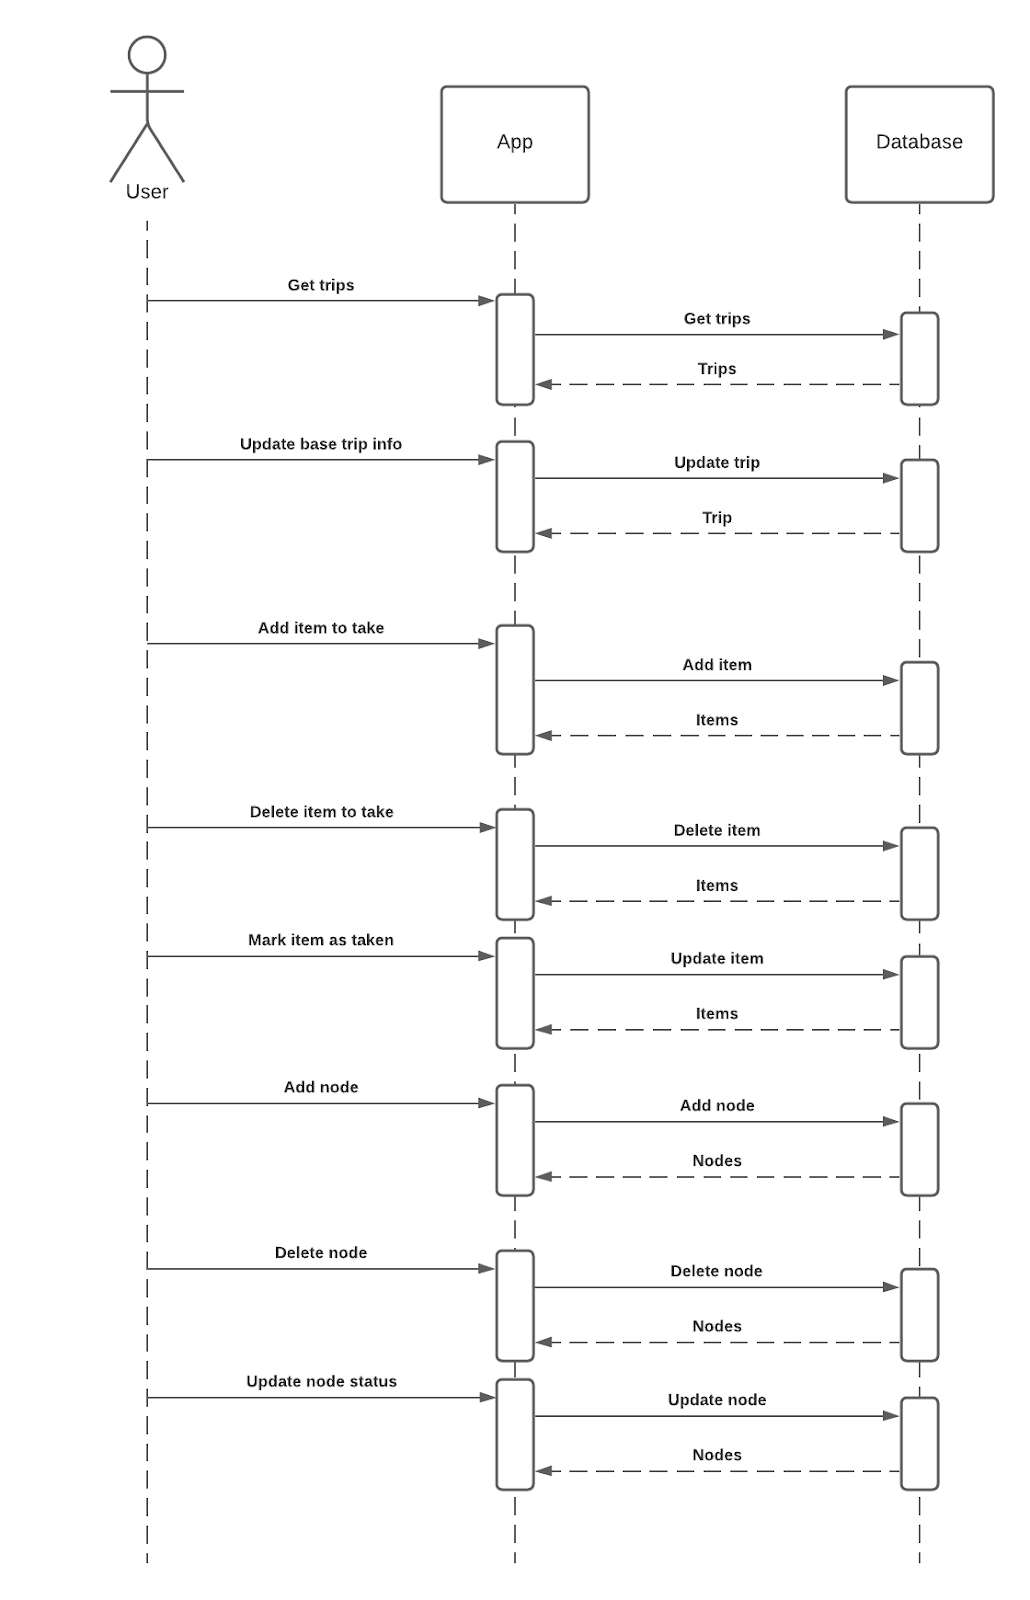 App
Database
User
Get trips
Get trips
Trips
Update base trip info
Update trip
Trip
Add item to take
Add item
Items
Delete item to take
Delete item
Items
Mark item as taken
Update item
Items
Add node
Add node
Nodes
Delete node
Delete node
Nodes
Update node status
Update node
Nodes